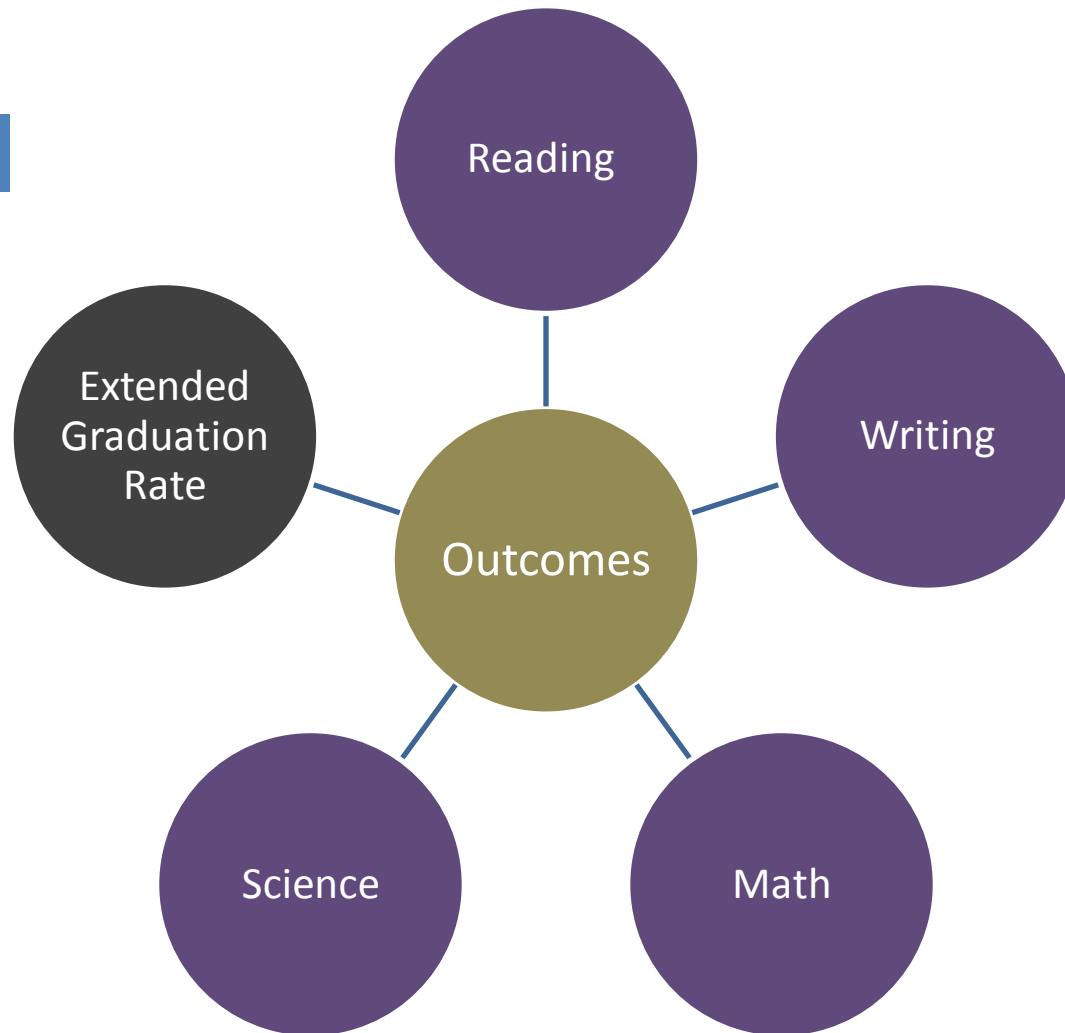 Reading
Extended
Graduation
Rate
Writing
Outcomes
Science
Math